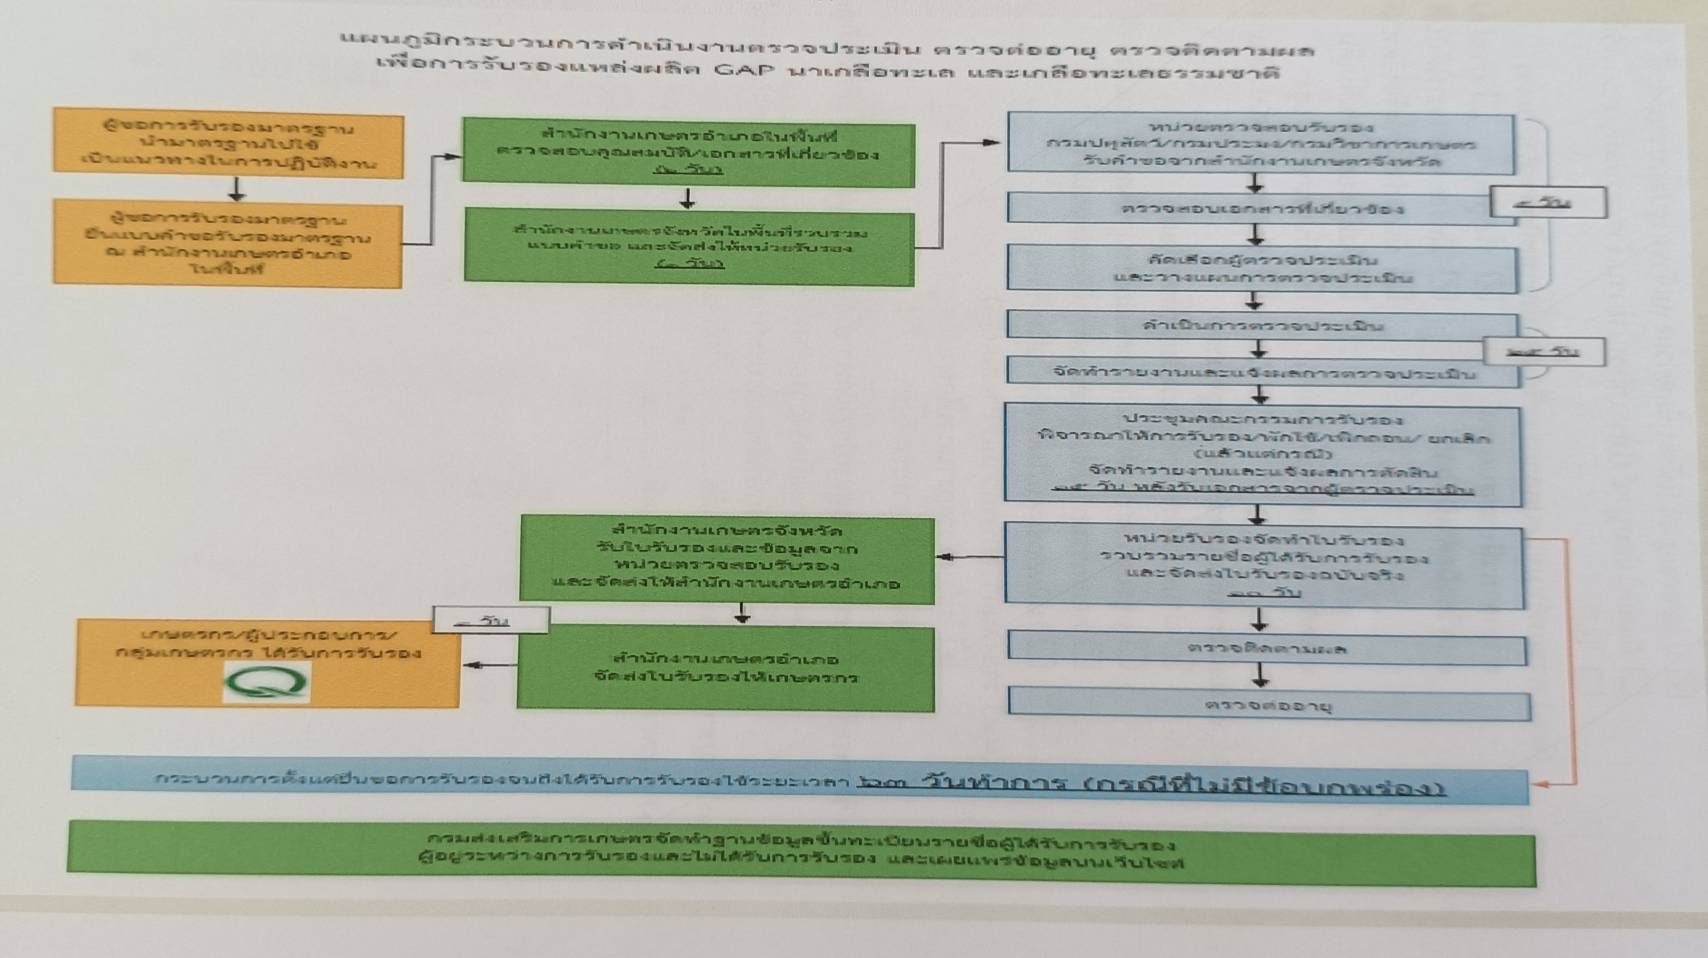 แผนภูมิกระบวนการดำเนินงานตรวจประเมิน ตรวจต่ออายุ ตรวจติดตามผล
เพื่อการรับรองแหล่งผลิต GAP นาเกลือทะเล และเกลือทะเลธรรมชาติ
ผู้ขอการรับรองมาตรฐาน
นำมาตรฐานไปใช้
เป็นแนวทางในการปฏิบัติงาน
ผู้ขอการรับรองมาตรฐาน
ยื่นแบบคำขอรับรองมาตรฐาน
ณ สำนักงานเกษตรอำเภอ
ในพื้นที่
สำนักงานเกษตรอำเภอในพื้นที่
ตรวจสอบคุณสมบัติ/เอกสารที่เกี่ยวข้อง
วัน)
สำนักงานเกษตรจังหวัดในพื้นที่รวบรวม
แบบคำขอ และจัดส่งให้หน่วยรับรอง
วัน)
หน่วยตรวจสอบรับรอง
กรมปศุสัตว์/กรมประมง/กรมวิชาการเกษตร
รับคำขอจากสำนักงานเกษตรจังหวัด
ตรวจสอบเอกสารที่เกี่ยวข้อง
วัน
คัดเลือกผู้ตรวจประเมิน
และวางแผนการตรวจประเมิน
ดำเนินการตรวจประเมิน
วัน
จัดทำรายงานและแจ้งผลการตรวจประเมิน
ประชุมคณะกรรมการรับรอง
พิจารณาให้การรับรอง/พักใช้/เพิกถอน/ ยกเลิก
(แล้วแต่กรณี)
จัดทำรายงานและแจ้งผลการตัดสิน
วัน หลังรับเอกสารจากผู้ตรวจประเมิน
หน่วยรับรองจัดทำใบรับรอง
รวบรวมรายชื่อผู้ได้รับการรับรอง
และจัดส่งใบรับรองฉบับจริง
วัน
ตรวจติดตามผล
ตรวจต่ออายุ
สำนักงานเกษตรจังหวัด
รับใบรับรองและข้อมูลจาก
หน่วยตรวจสอบรับรอง
และจัดส่งให้สำนักงานเกษตรอำเภอ
วัน
สำนักงานเกษตรอำเภอ
จัดส่งใบรับรองให้เกษตรกร
เกษตรกร/ผู้ประกอบการ/
กลุ่มเกษตรกร ได้รับการรับรอง
Q
กระบวนการตั้งแต่ยื่นขอการรับรองจนถึงได้รับการรับรองใช้ระยะเวลา ๖๓ วันทำการ (กรณีที่ไม่มีข้อบกพร่อง)
กรมส่งเสริมการเกษตรจัดทำฐานข้อมูลขึ้นทะเบียนรายชื่อผู้ได้รับการรับรอง
ผู้อยู่ระหว่างการรับรองและไม่ได้รับการรับรอง และเผยแพร่ข้อมูลบนเว็บไซต์